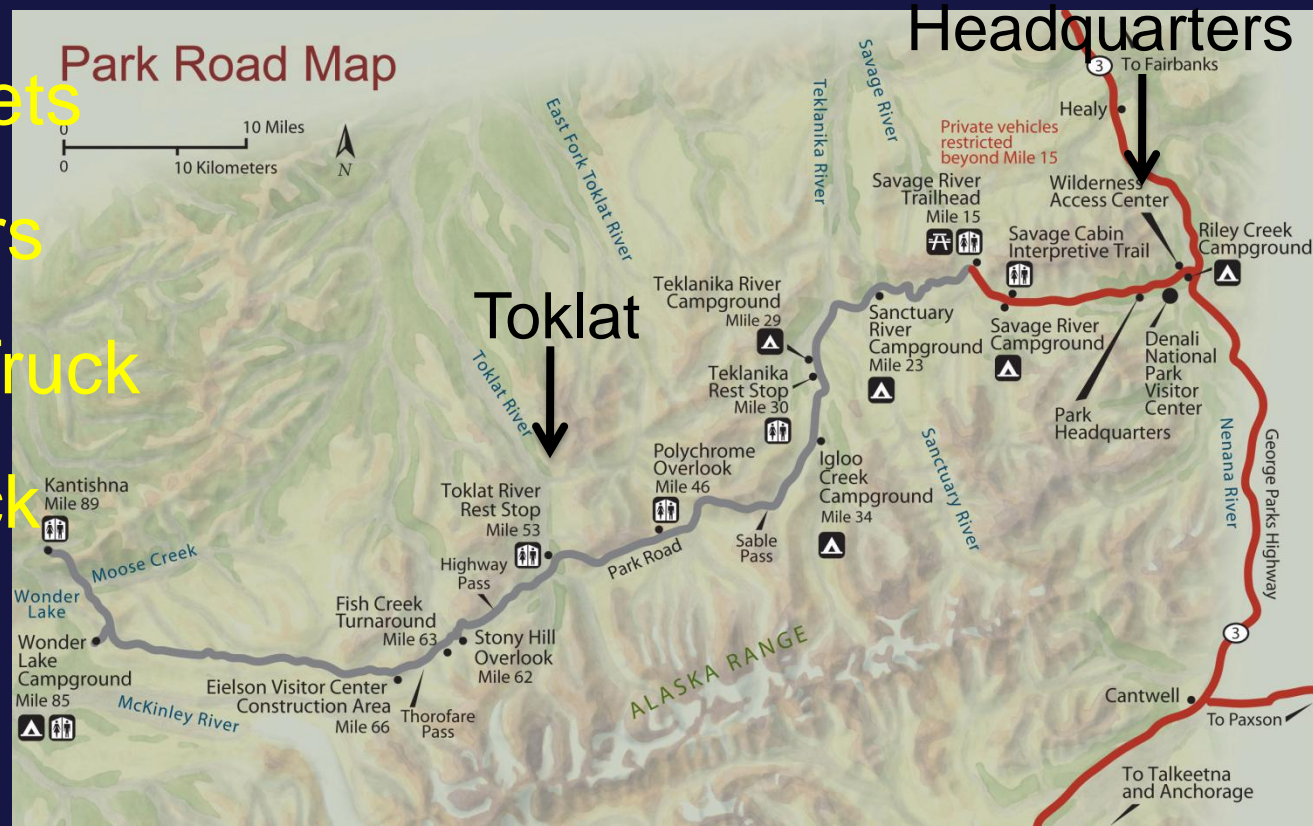 Headquarters
Park Road Map
ets
0
10 Miles
0
10 Kilometers
N
rs
Truck
ck
3
To Fairbanks
Healy
Savage River
Teklanika River
East Fork Toklat River
Private vehicles
restricted
beyond Mile 15
Savage River
Trailhead
Mile 15
Wilderness
Access Center
Savage Cabin
Interpretive Trail
Riley Creek
Campground
Toklat
Teklanika River
Campground
MIile 29
Teklanika
Rest Stop
Mile 30
Sanctuary
River
Campground
Mile 23
Savage River
Campground
Denali
National
Park
Visitor
Center
Park
Headquarters
Toklat River
Polychrome
Overlook
Mile 46
Igloo
Creek
Campground
Mile 34
Sanctuary River
Nenana River
George Parks Highway
Kantishna
Mile 89
Toklat River
Rest Stop
Mile 53
Highway
Pass
Park Road
Sable
Pass
Moose Creek
Wonder
Lake
Fish Creek
Turnaround
Mile 63
Stony Hill
Overlook
Mile 62
Wonder
Lake
Campground
Mile 85
Eielson Visitor Center
Construction Area
Mile 66
Thorofare
Pass
McKinley River
ALASKA RANGE
3
Cantwell
To Paxson
To Talkeetna
and Anchorage